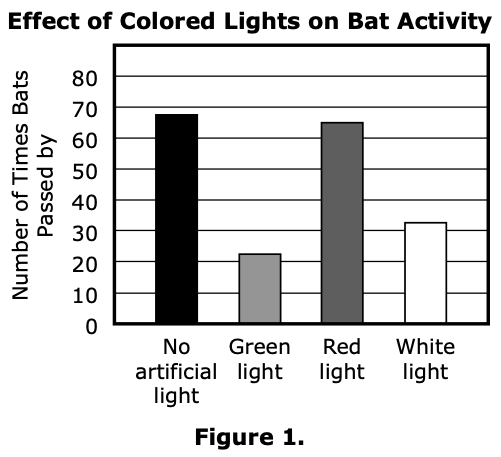 Effect of Colored Lights on Bat Activity
Number of Times Bats
Passed by
80
70
60
50
40
30
20
10
0
No
artificial
light
Green
light
Red
light
White
light
Figure 1.